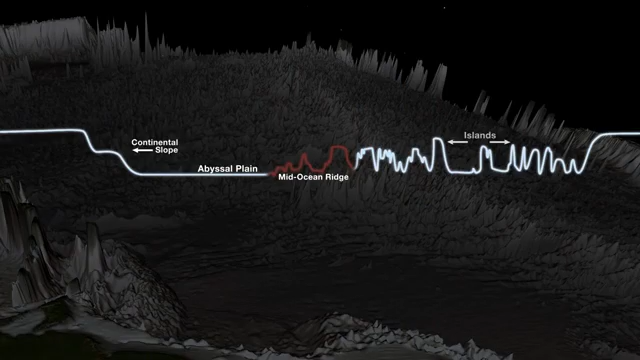 Continental
Slope
Abyssal Plain
Mid-Ocean Ridge
Islands